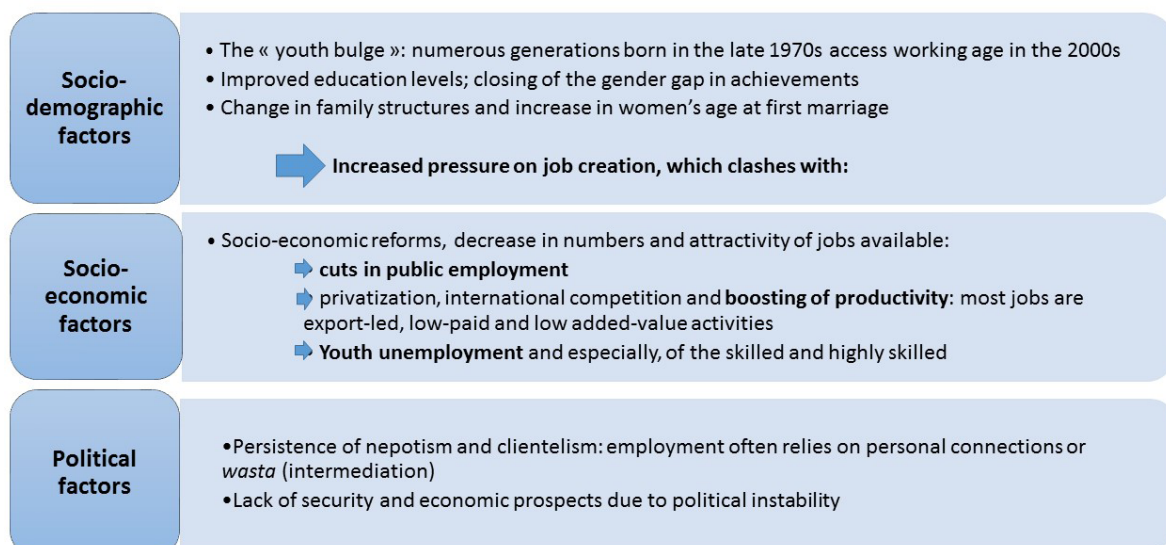 Socio-
demographic
factors
• The « youth bulge »: numerous generations born in the late 1970s access working age in the 2000s
• Improved education levels; closing of the gender gap in achievements
• Change in family structures and increase in women’s age at first marriage
Increased pressure on job creation, which clashes with:
Socio-
economic
factors
• Socio-economic reforms, decrease in numbers and attractivity of jobs available:
cuts in public employment
privatization, international competition and boosting of productivity: most jobs are
export-led, low-paid and low added-value activities
Youth unemployment and especially, of the skilled and highly skilled
Political
factors
•Persistence of nepotism and clientelism: employment often relies on personal connections or
wasta (intermediation)
•Lack of security and economic prospects due to political instability